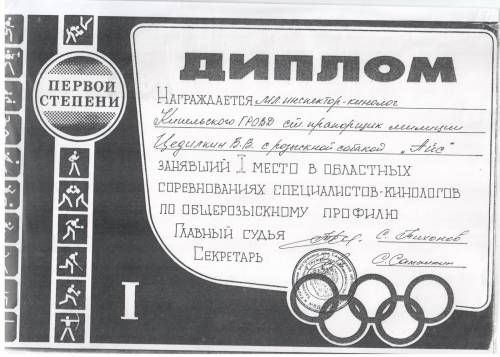 ПЕРВОЙ
СТЕПЕНИ
I
ДИПЛОМ
НАГРАЖДАЕТСЯ мл инспектор-кинолог
Кинельского ГРОВД ст. прапорщик милиции
Цедилкин В.В. с розыскной собакой "Айс"
ЗАНЯВШИЙ I МЕСТО В ОБЛАСТНЫХ
СОРЕВНОВАНИЯХ СПЕЦИАЛИСТОВ-КИНОЛОГОВ
ПО ОБЩЕРОЗЫСКНОМУ ПРОФИЛЮ
ГЛАВНЫЙ СУДЬЯ С. Тихонов
СЕКРЕТАРЬ